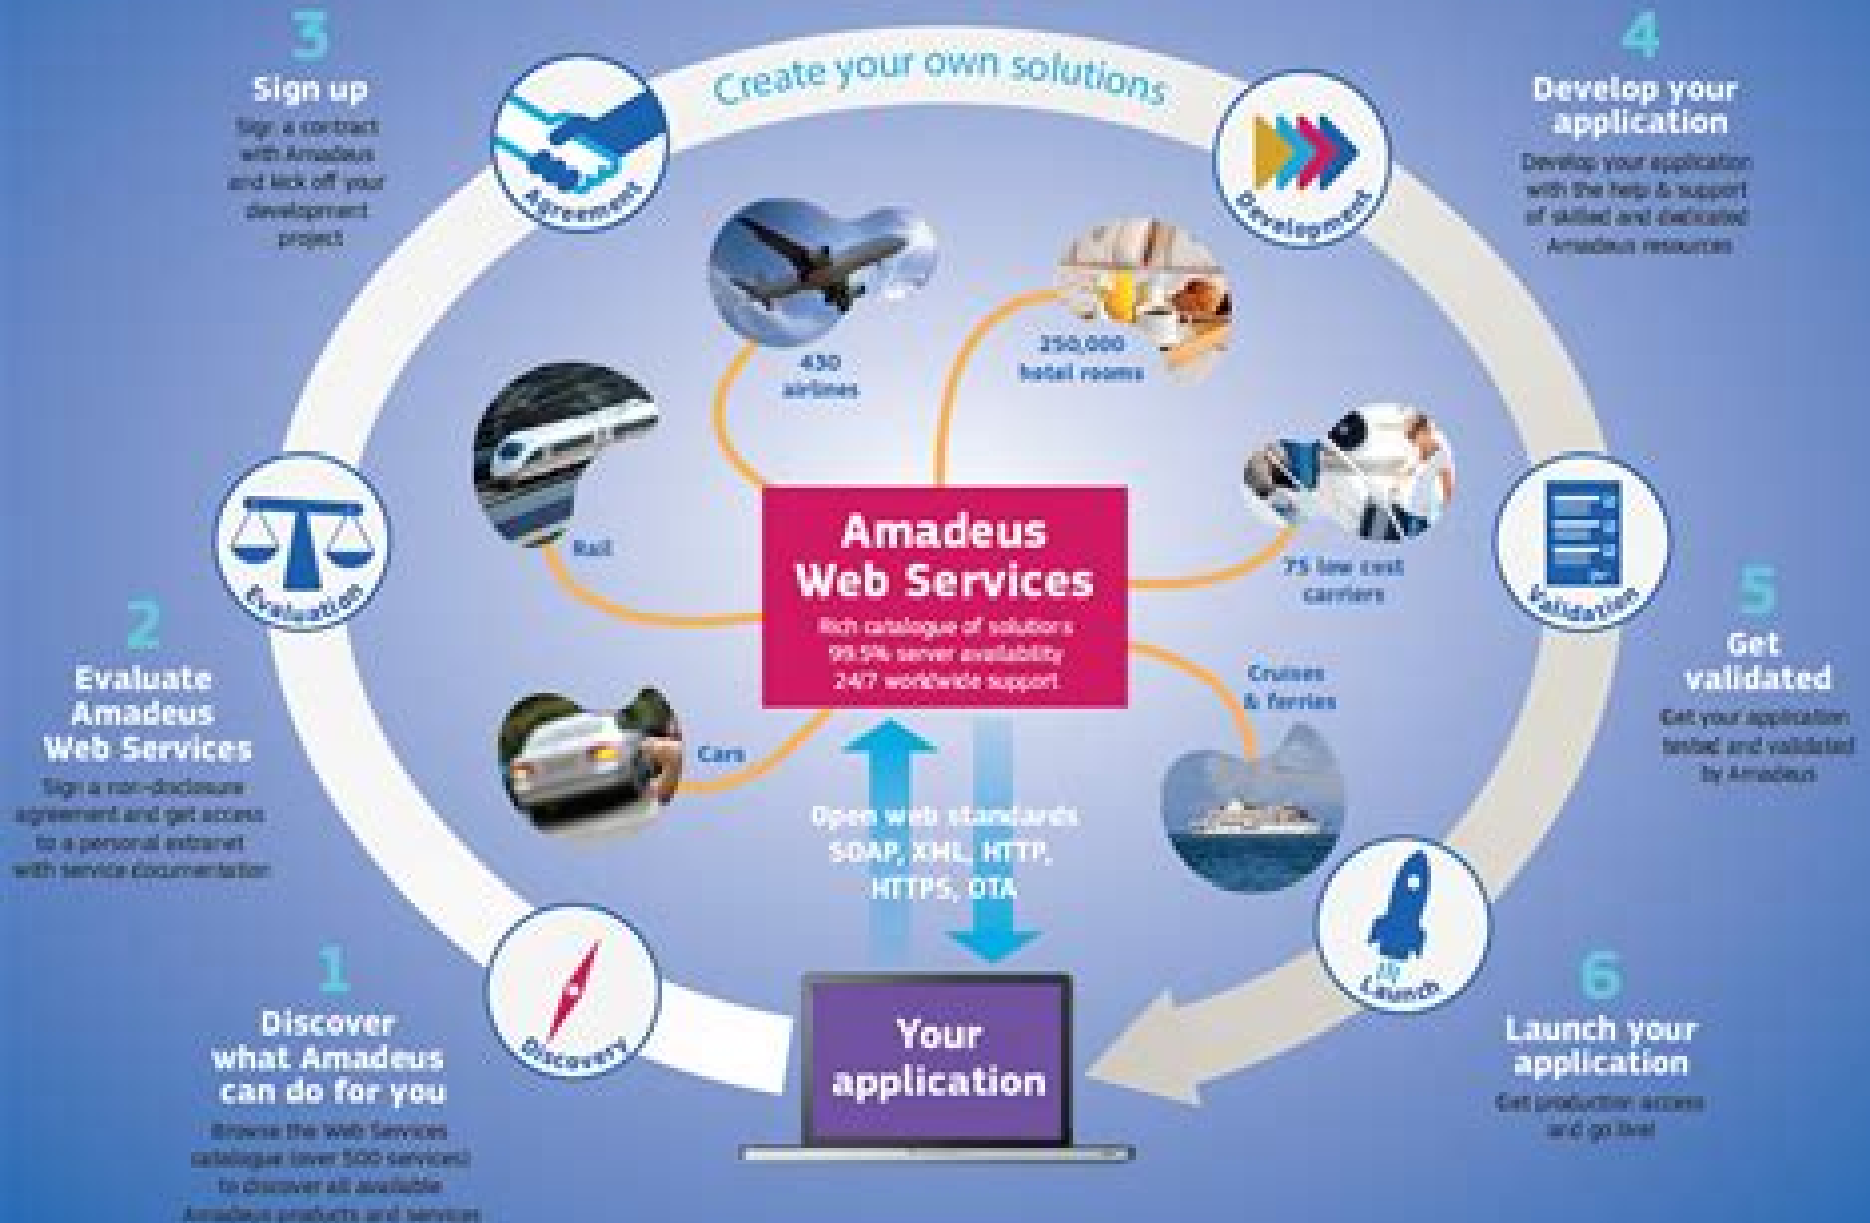 3
Sign up
Sign a contract
with Amadeus
and kick off your
development
project
Agreement
Create your own solutions
Development
4
Develop your
application
Develop your application
with the help & support
of skilled and dedicated
Amadeus resources
430
airlines
250,000
hotel rooms
Rail
75 low cost
carriers
Cruises
& ferries
Cars
Amadeus
Web Services
Rich catalogue of solutions
99.9% server availability
24/7 worldwide support
Evaluation
2
Evaluate
Amadeus
Web Services
Sign a non-disclosure
agreement and get access
to a personal extranet
with service documentation
Validation
5
Get
validated
Get your application
tested and validated
by Amadeus
Open web standards
SOAP, XML, HTTP,
HTTPS, OTA
Your
application
Discovery
1
Discover
what Amadeus
can do for you
Browse the Web Services
catalogue (over 500 services)
to discover all available
Amadeus products and services
Launch
6
Launch your
application
Get production access
and go live!